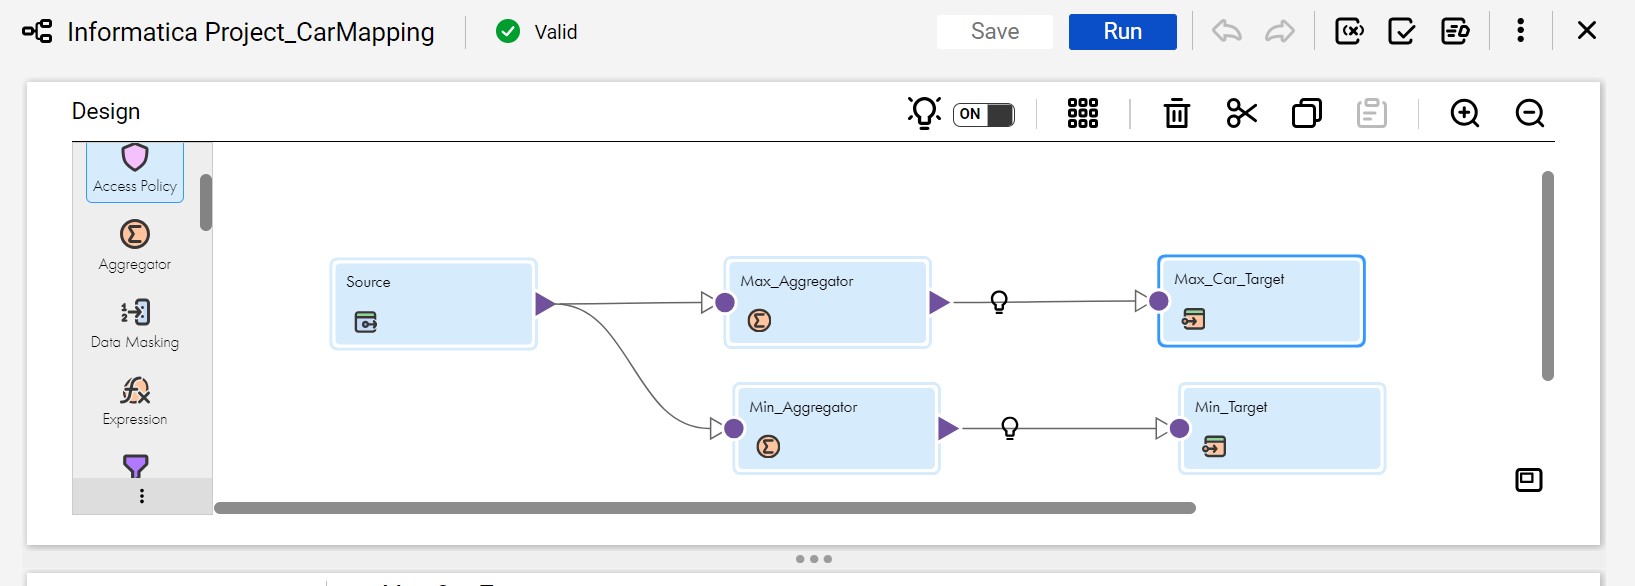 Informatica Project_CarMapping
Valid
Save
Run
Design
ON
Access Policy
Aggregator
Data Masking
Expression
Source
Max_Aggregator
Max_Car_Target
Min_Aggregator
Min_Target